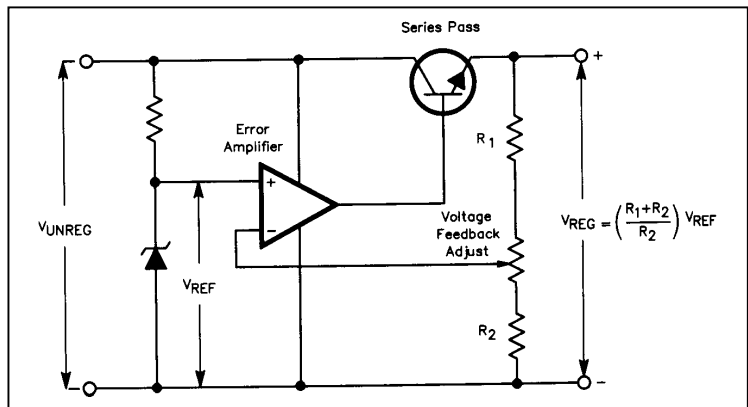 Series Pass
+
−
Error
Amplifier
R1
+
−
Voltage
Feedback
Adjust
VUNREG
VREF
VREG = (R1+R2 / R2) VREF
R2
−
−